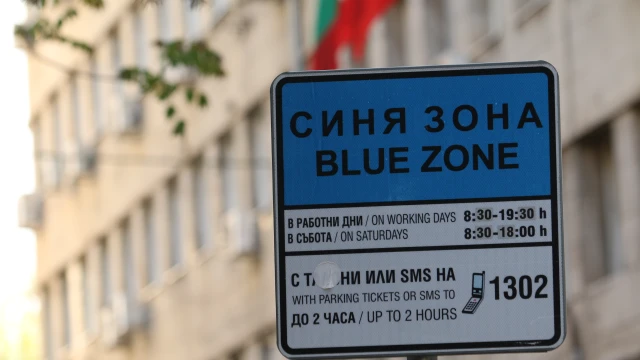 СИНЯ ЗОНА
BLUE ZONE
В РАБОТНИ ДНИ / ON WORKING DAYS 8:30-19:30 h
В СЪБОТА / ON SATURDAYS 8:30-18:00 h
С ТАЛОНИ ИЛИ SMS НА 1302
WITH PARKING TICKETS OR SMS TO
ДО 2 ЧАСА / UP TO 2 HOURS